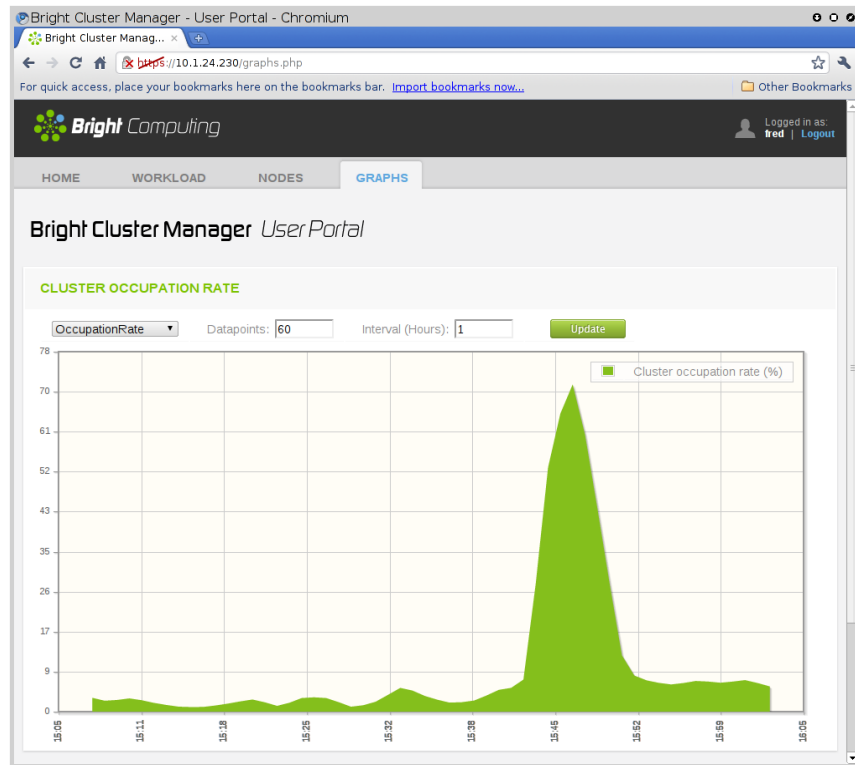 Bright Cluster Manager - User Portal - Chromium
Bright Cluster Manag... ×
https://10.1.24.230/graphs.php
For quick access, place your bookmarks here on the bookmarks bar. Import bookmarks now... Other Bookmarks
Bright Computing
Logged in as:
fred | Logout
HOME WORKLOAD NODES GRAPHS
Bright Cluster Manager User Portal
CLUSTER OCCUPATION RATE
OccupationRate Datapoints: 60 Interval (Hours): 1 Update
Cluster occupation rate (%)
78
70
61
52
43
35
26
17
9
0
15:05 15:11 15:18 15:25 15:32 15:38 15:45 15:52 15:59 16:05